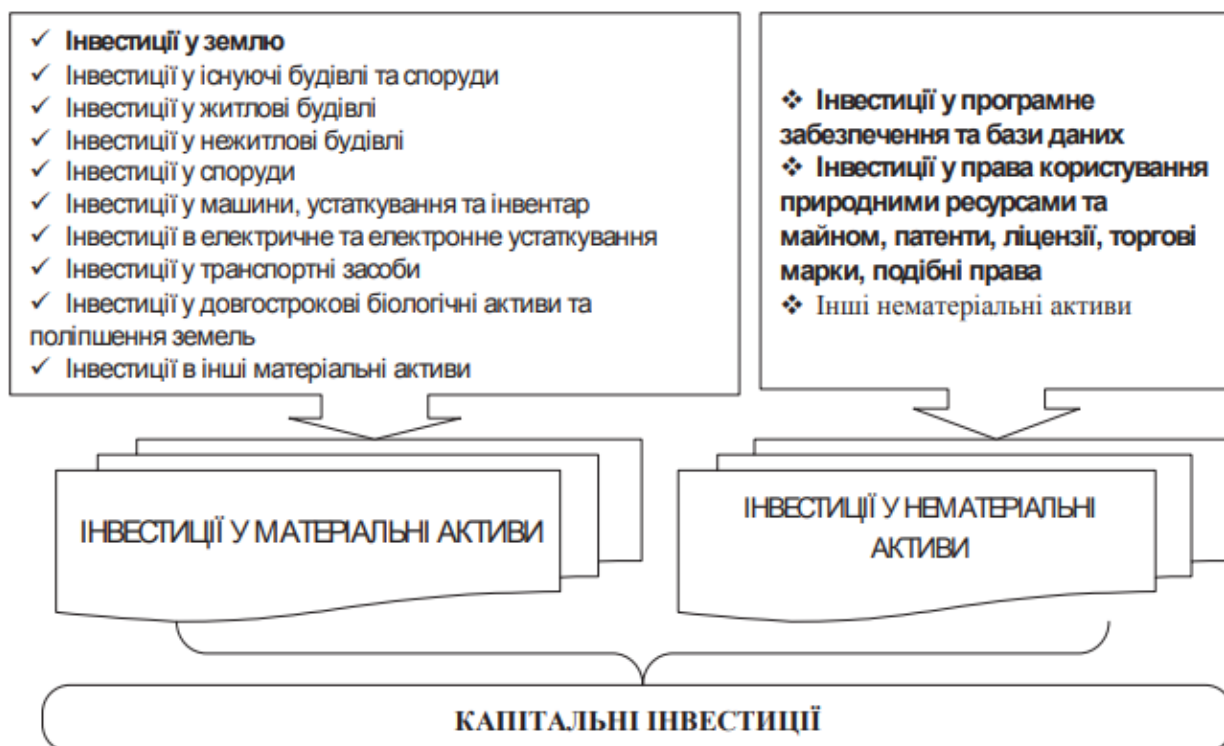 ✓ Інвестиції у землю
✓ Інвестиції у існуючі будівлі та споруди
✓ Інвестиції у житлові будівлі
✓ Інвестиції у нежитлові будівлі
✓ Інвестиції у споруди
✓ Інвестиції у машини, устаткування та інвентар
✓ Інвестиції в електричне та електронне устаткування
✓ Інвестиції у транспортні засоби
✓ Інвестиції у довгострокові біологічні активи та
поліпшення земель
✓ Інвестиції в інші матеріальні активи
❖ Інвестиції у програмне
забезпечення та бази даних
❖ Інвестиції у права користування
природними ресурсами та
майном, патенти, ліцензії, торгові
марки, подібні права
❖ Інші нематеріальні активи
ІНВЕСТИЦІЇ У МАТЕРІАЛЬНІ АКТИВИ
ІНВЕСТИЦІЇ У НЕМАТЕРІАЛЬНІ
АКТИВИ
КАПІТАЛЬНІ ІНВЕСТИЦІЇ